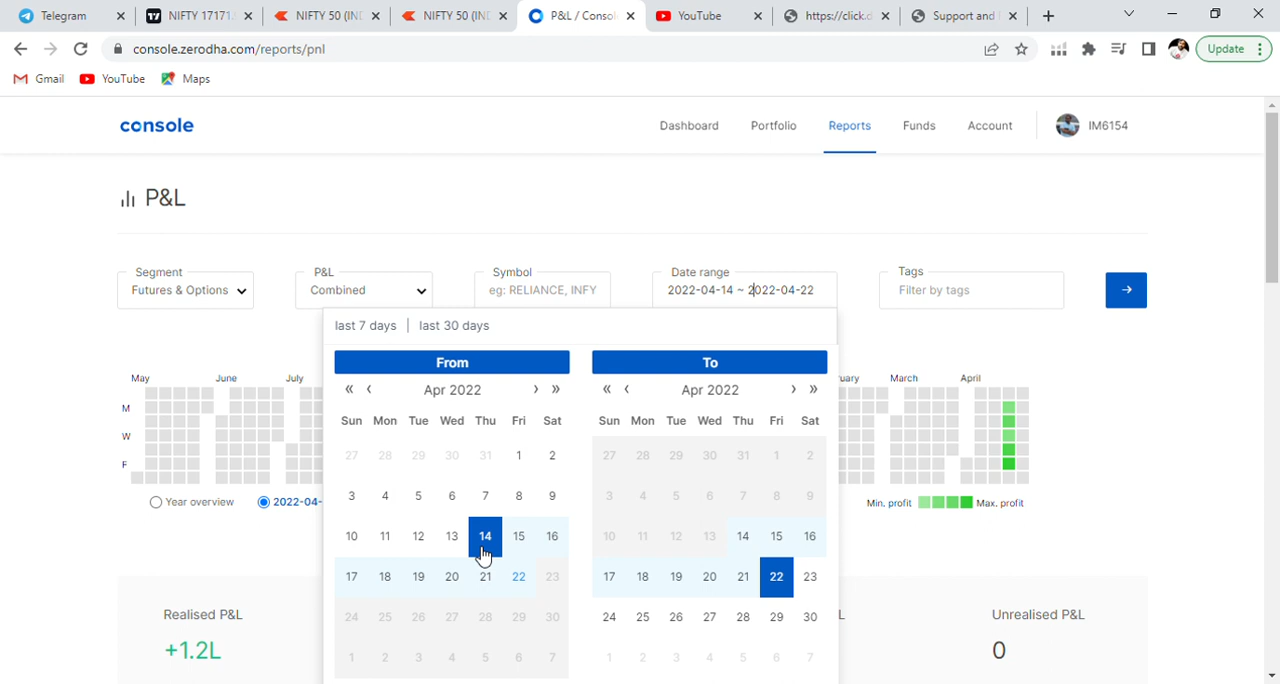 Telegram
NIFTY 17171.
NIFTY 50 (IND
NIFTY 50 (IND
P&L / Conso
YouTube
https://click.d
Support and
console.zerodha.com/reports/pnl
Update
Gmail YouTube Maps
console
Dashboard Portfolio Reports Funds Account IM6154
P&L
Segment P&L Symbol Date range Tags
Futures & Options Combined eg: RELIANCE, INFY 2022-04-14 ~ 2022-04-22 Filter by tags →
last 7 days | last 30 days
From To
« ‹ Apr 2022 › » « ‹ Apr 2022 › »
May June July uary March April
Sun Mon Tue Wed Thu Fri Sat Sun Mon Tue Wed Thu Fri Sat
M
W
F
27 28 29 30 31 1 2 27 28 29 30 31 1 2
3 4 5 6 7 8 9 3 4 5 6 7 8 9
10 11 12 13 14 15 16 10 11 12 13 14 15 16
17 18 19 20 21 22 23 17 18 19 20 21 22 23
24 25 26 27 28 29 30 24 25 26 27 28 29 30
1 2 3 4 5 6 7 1 2 3 4 5 6 7
Year overview 2022-04- Min. profit Max. profit
Realised P&L L Unrealised P&L
+1.2L 0